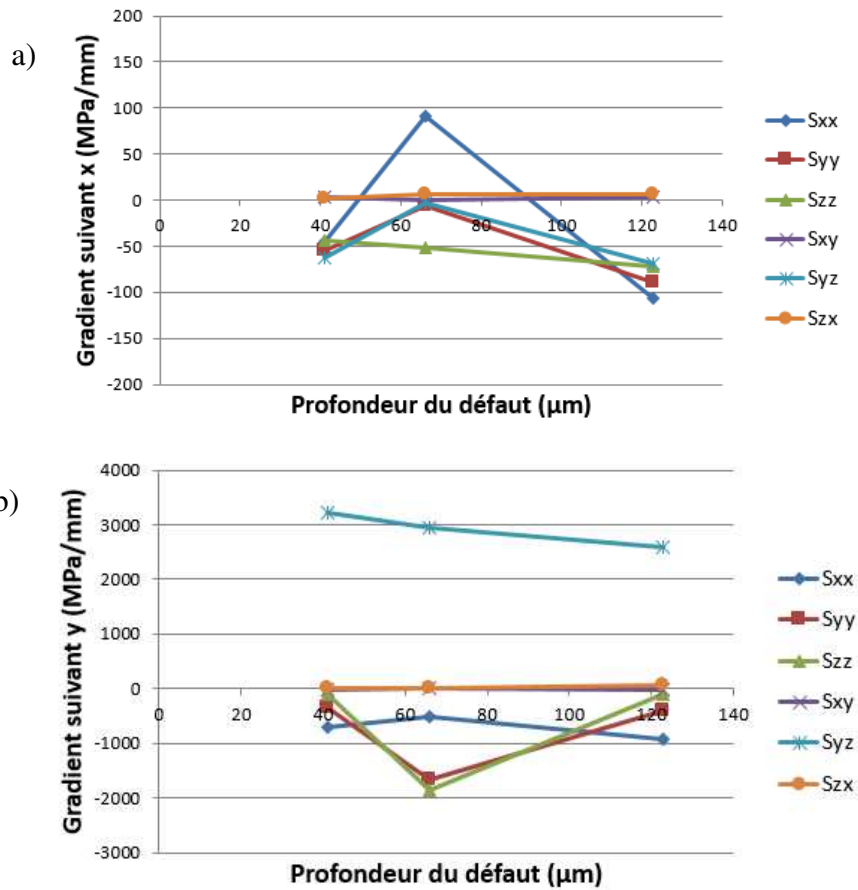 a)
Gradient suivant x (MPa/mm)
200
150
100
50
0
-50
-100
-150
-200
0
20
40
60
80
100
120
140
Profondeur du défaut (µm)
Sxx
Syy
Szz
Sxy
Syz
Szx
b)
Gradient suivant y (MPa/mm)
4000
3000
2000
1000
0
-1000
-2000
-3000
0
20
40
60
80
100
120
140
Profondeur du défaut (µm)
Sxx
Syy
Szz
Sxy
Syz
Szx